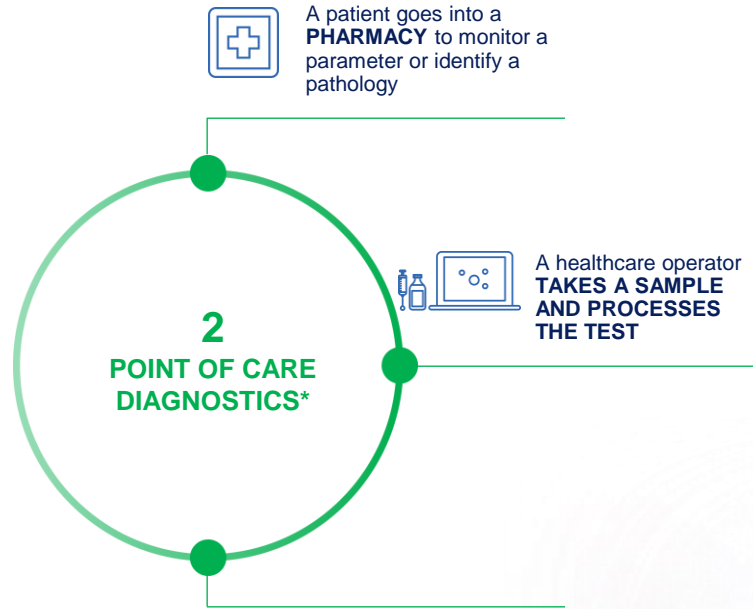 A patient goes into a
PHARMACY to monitor a
parameter or identify a
pathology
A healthcare operator
TAKES A SAMPLE
AND PROCESSES
THE TEST
2
POINT OF CARE
DIAGNOSTICS*